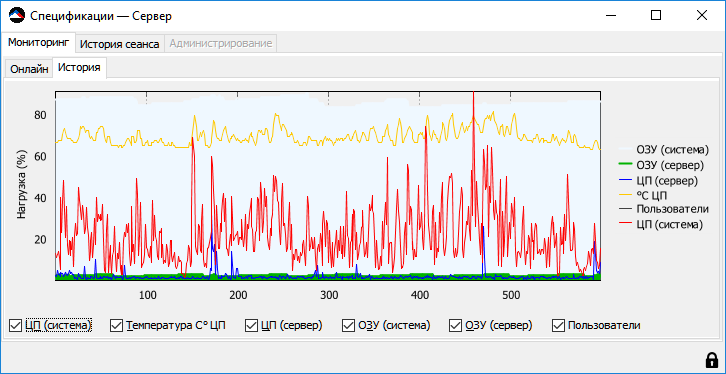 Спецификации — Сервер
Мониторинг История сеанса Администрирование
Онлайн История
80
60
40
20
Нагрузка (%)
100 200 300 400 500
ОЗУ (система)
ОЗУ (сервер)
ЦП (сервер)
°C ЦП
Пользователи
ЦП (система)
ЦП (система) Температура C° ЦП ЦП (сервер) ОЗУ (система) ОЗУ (сервер) Пользователи